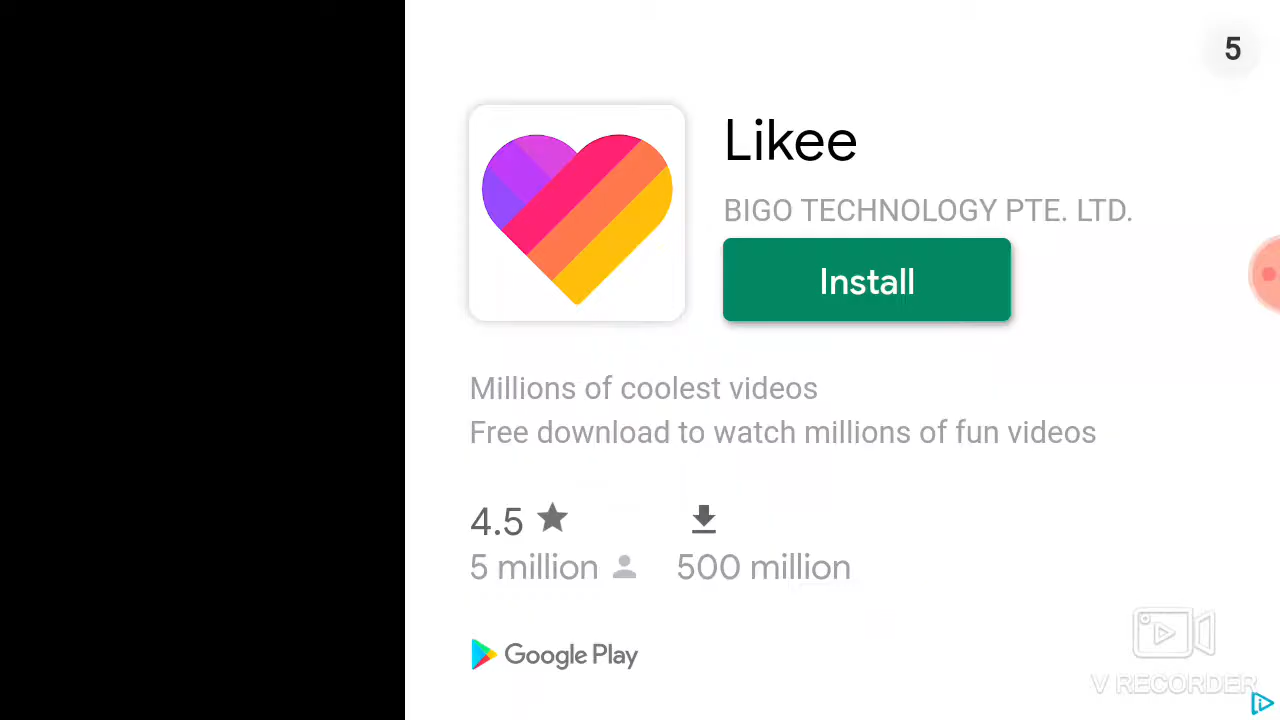 5
Likee
BIGO TECHNOLOGY PTE. LTD.
Install
Millions of coolest videos
Free download to watch millions of fun videos
4.5
5 million 500 million
Google Play
V RECORDER